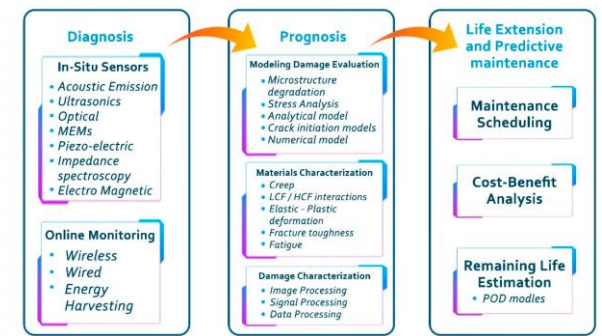 Diagnosis
In-Situ Sensors
• Acoustic Emission
• Ultrasonics
• Optical
• MEMs
• Piezo-electric
• Impedance
spectroscopy
• Electro Magnetic
Online Monitoring
• Wireless
• Wired
• Energy
Harvesting
Prognosis
Modeling Damage Evaluation
• Microstructure
degradation
• Stress Analysis
• Analytical model
• Crack initiation models
• Numerical model
Materials Characterization
• Creep
• LCF / HCF interactions
• Elastic - Plastic
deformation
• Fracture toughness
• Fatigue
Damage Characterization
• Image Processing
• Signal Processing
• Data Processing
Life Extension
and Predictive
maintenance
Maintenance
Scheduling
Cost-Benefit
Analysis
Remaining Life
Estimation
• POD modles